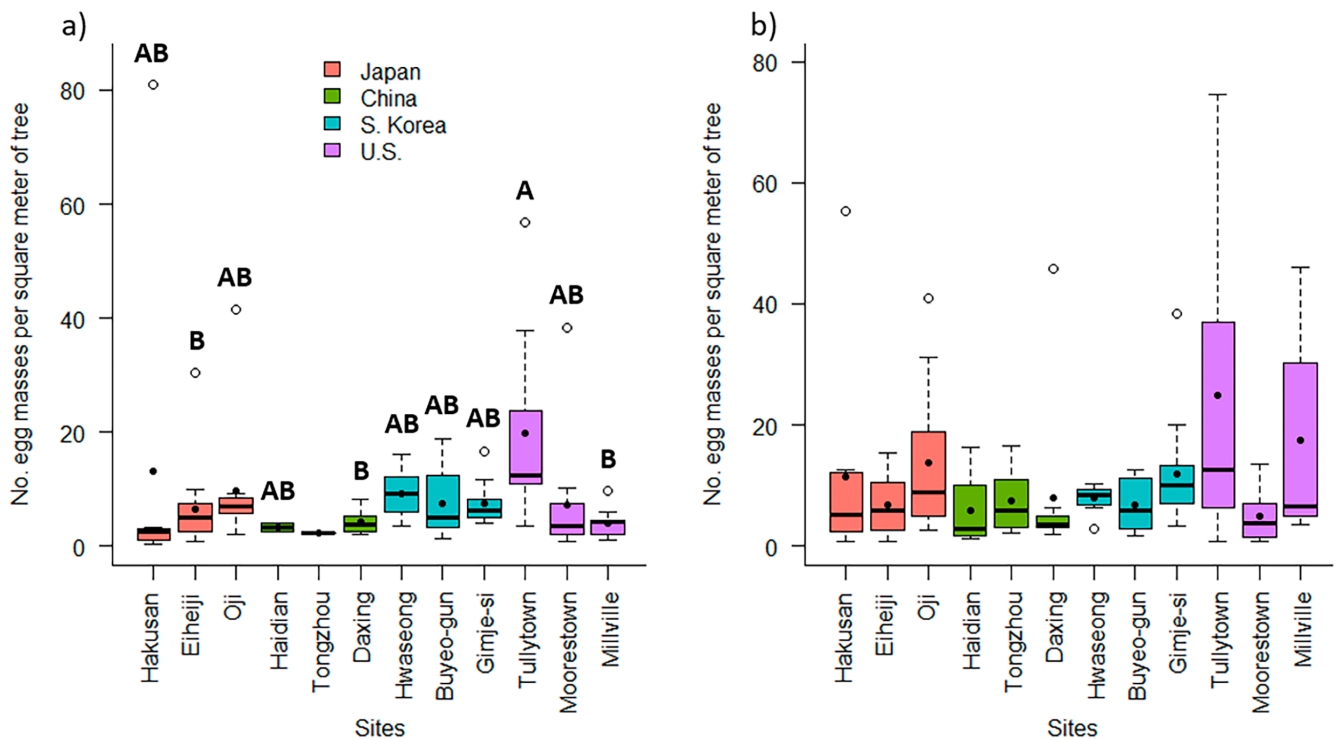 a)
No. egg masses per square meter of tree
80
60
40
20
0
AB
B
AB
AB
B
AB
AB
AB
A
AB
B
Japan
China
S. Korea
U.S.
Hakusan
Eiheiji
Oji
Haidian
Tongzhou
Daxing
Hwaseong
Buyeo-gun
Gimje-si
Tullytown
Moorestown
Millville
Sites
b)
No. egg masses per square meter of tree
80
60
40
20
0
Hakusan
Eiheiji
Oji
Haidian
Tongzhou
Daxing
Hwaseong
Buyeo-gun
Gimje-si
Tullytown
Moorestown
Millville
Sites